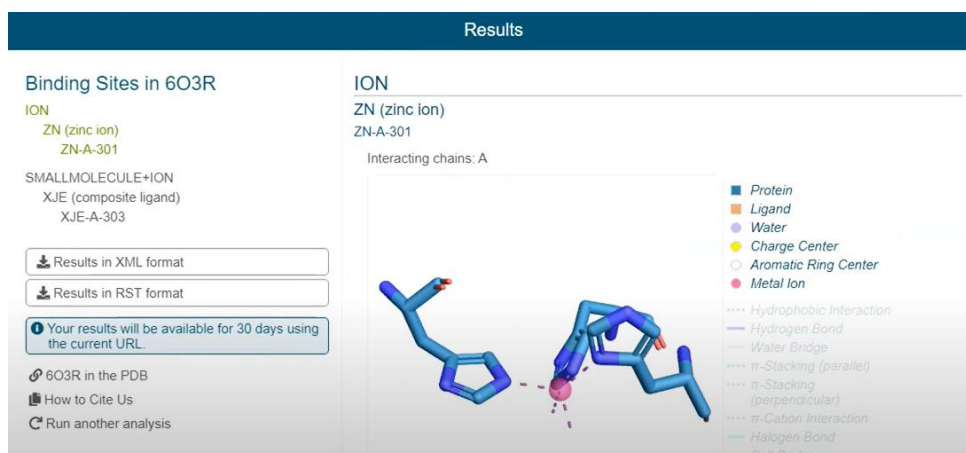 Results
Binding Sites in 6O3R
ION
ZN (zinc ion)
ZN-A-301
SMALLMOLECULE+ION
XJE (composite ligand)
XJE-A-303
Results in XML format
Results in RST format
Your results will be available for 30 days using
the current URL.
6O3R in the PDB
How to Cite Us
Run another analysis
ION
ZN (zinc ion)
ZN-A-301
Interacting chains: A
Protein
Ligand
Water
Charge Center
Aromatic Ring Center
Metal Ion
Hydrophobic Interaction
Hydrogen Bond
Water Bridge
π-Stacking (parallel)
π-Stacking
(perpendicular)
π-Cation Interaction
Halogen Bond